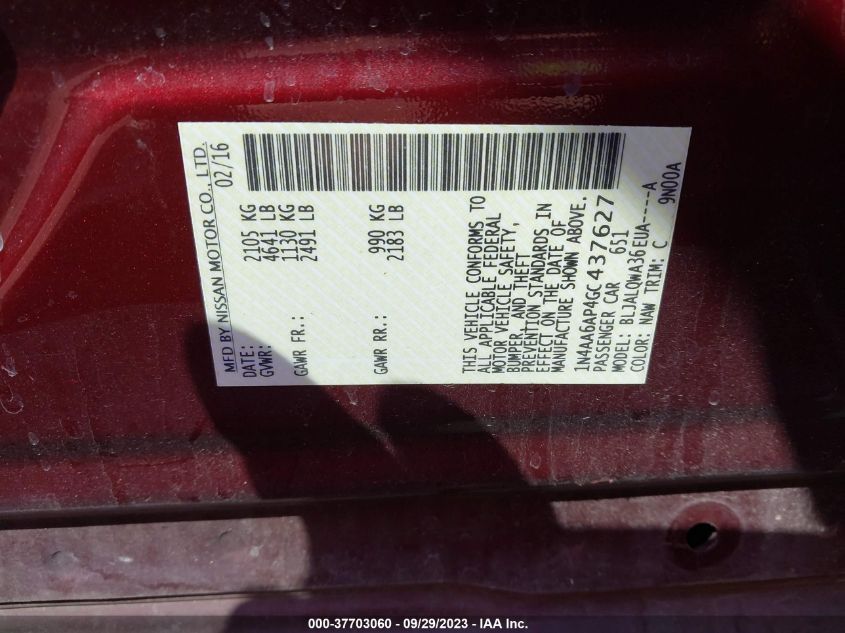 MFD BY NISSAN MOTOR CO., LTD.
DATE: 02/16
GVWR: 2105 KG
4641 LB
GAWR FR.: 1130 KG
2491 LB
GAWR RR.: 990 KG
2183 LB
THIS VEHICLE CONFORMS TO
ALL APPLICABLE FEDERAL
MOTOR VEHICLE SAFETY,
BUMPER, AND THEFT
PREVENTION STANDARDS IN
EFFECT ON THE DATE OF
MANUFACTURE SHOWN ABOVE.
1N4AA6AP4GC437627
PASSENGER CAR 651
MODEL: BLJALQWA36EUA-----A
COLOR: NAW TRIM: C 9N00A
000-37703060 - 09/29/2023 - IAA Inc.